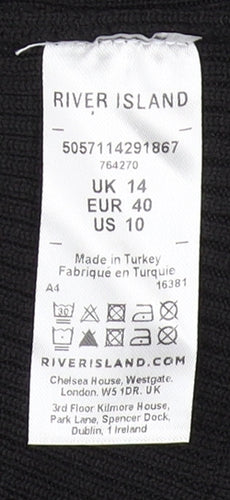 RIVER ISLAND
5057114291867
764270
UK 14
EUR 40
US 10
Made in Turkey
Fabriqué en Turquie
A4 16381
30
RIVERISLAND.COM
Chelsea House, Westgate,
London. W5 1DR. UK
3rd Floor Kilmore House,
Park Lane, Spencer Dock,
Dublin, 1 Ireland